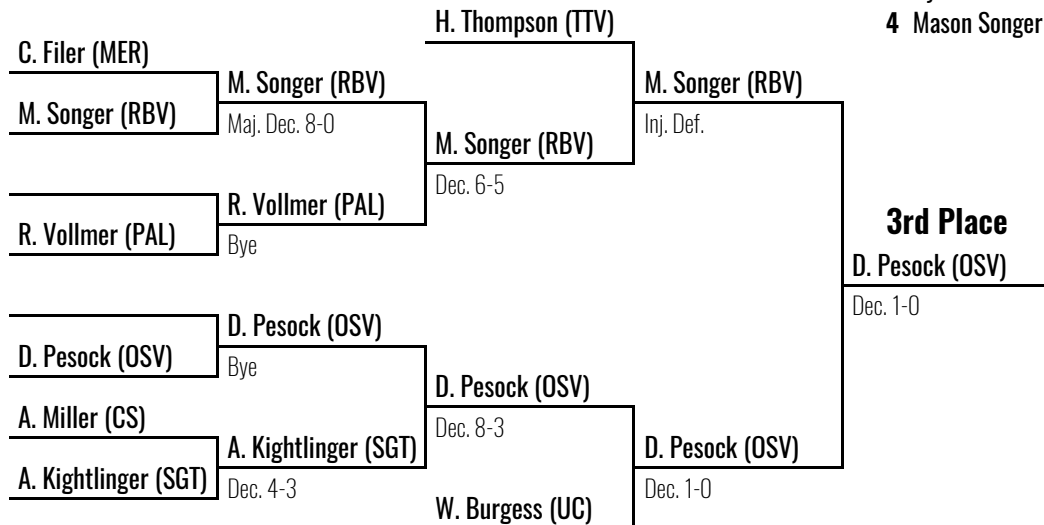 H. Thompson (TTV)
4 Mason Songer
C. Filer (MER)
M. Songer (RBV)
M. Songer (RBV)
M. Songer (RBV)
Maj. Dec. 8-0
Inj. Def.
M. Songer (RBV)
Dec. 6-5
R. Vollmer (PAL)
R. Vollmer (PAL)
Bye
3rd Place
D. Pesock (OSV)
Dec. 1-0
D. Pesock (OSV)
D. Pesock (OSV)
Bye
D. Pesock (OSV)
Dec. 8-3
A. Miller (CS)
A. Kightlinger (SGT)
D. Pesock (OSV)
A. Kightlinger (SGT)
Dec. 4-3
Dec. 1-0
W. Burgess (UC)